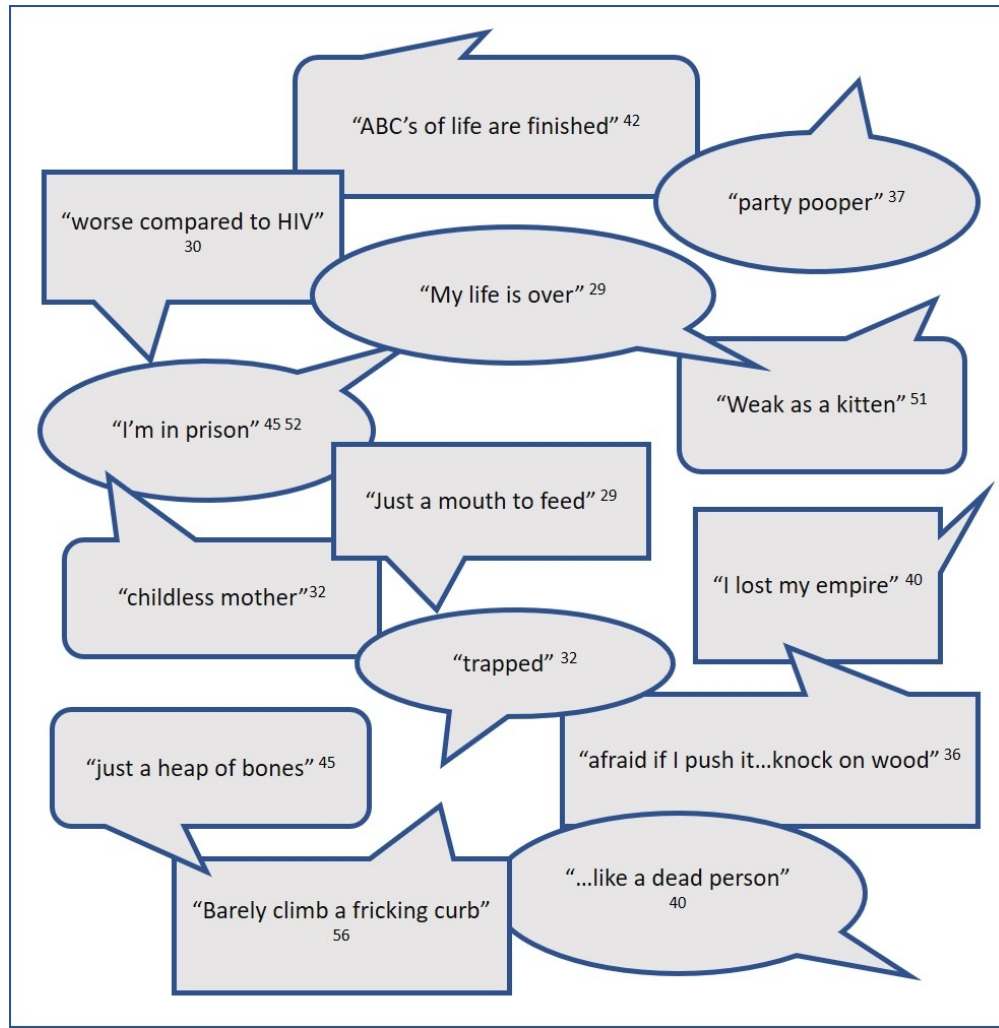 “ABC’s of life are finished” 42
“party pooper” 37
“worse compared to HIV”
30
“My life is over” 29
“Weak as a kitten” 51
“I’m in prison” 45 52
“Just a mouth to feed” 29
“I lost my empire” 40
“childless mother”32
“trapped” 32
“afraid if I push it...knock on wood” 36
“just a heap of bones” 45
“...like a dead person”
40
“Barely climb a fricking curb”
56